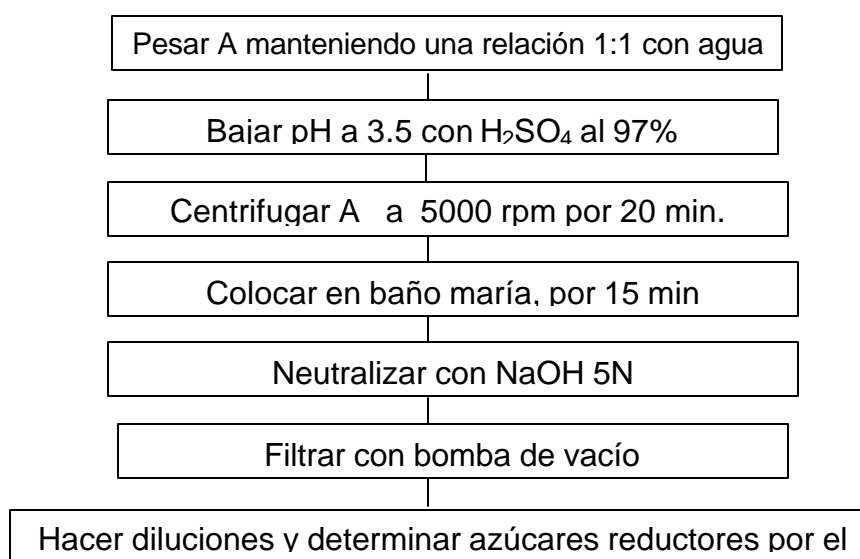 Pesar A manteniendo una relación 1:1 con agua
Bajar pH a 3.5 con H₂SO₄ al 97%
Centrifugar A a 5000 rpm por 20 min.
Colocar en baño maría, por 15 min
Neutralizar con NaOH 5N
Filtrar con bomba de vacío
Hacer diluciones y determinar azúcares reductores por el